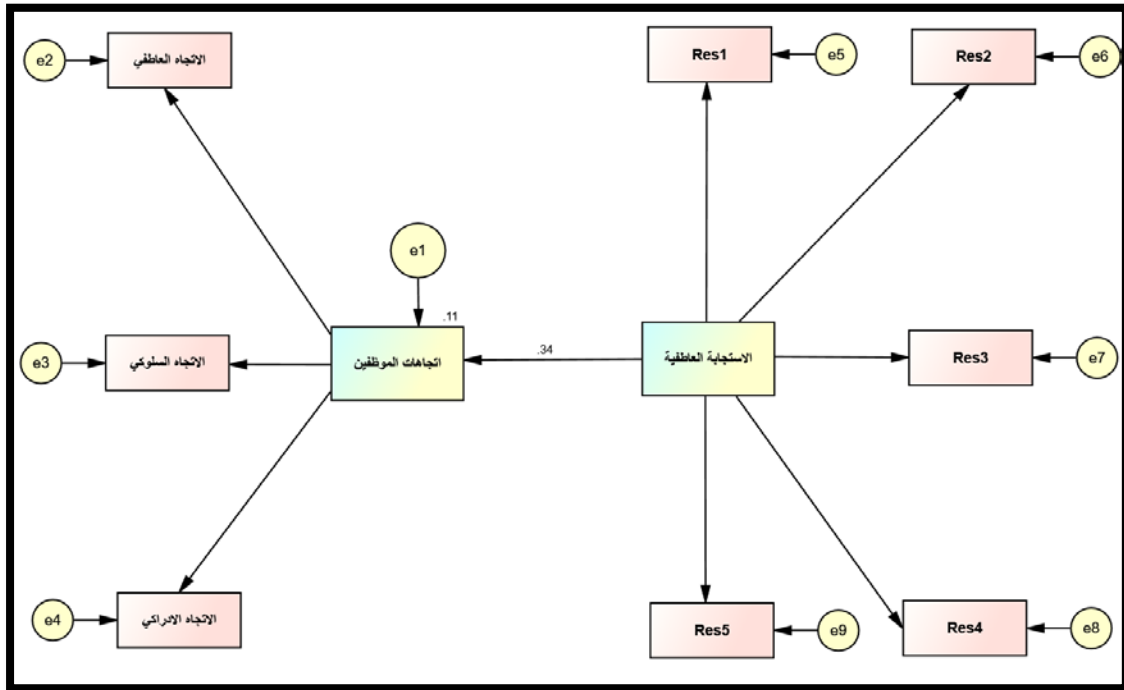 e2
الاتجاه العاطفي
Res1
e5
Res2
e6
e1
.11
e3
الاتجاه السلوكي
اتجاهات الموظفين
.34
الاستجابة العاطفية
Res3
e7
e4
الاتجاه الادراكي
Res5
e9
Res4
e8